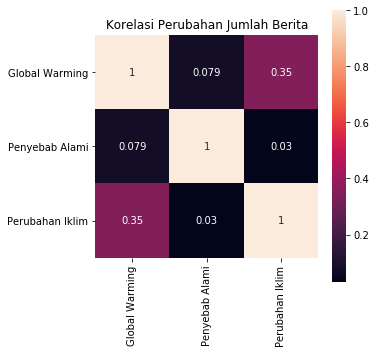 Korelasi Perubahan Jumlah Berita
Global Warming
1
0.079
0.35
Penyebab Alami
0.079
1
0.03
Perubahan Iklim
0.35
0.03
1
Global Warming
Penyebab Alami
Perubahan Iklim
1.0
0.8
0.6
0.4
0.2